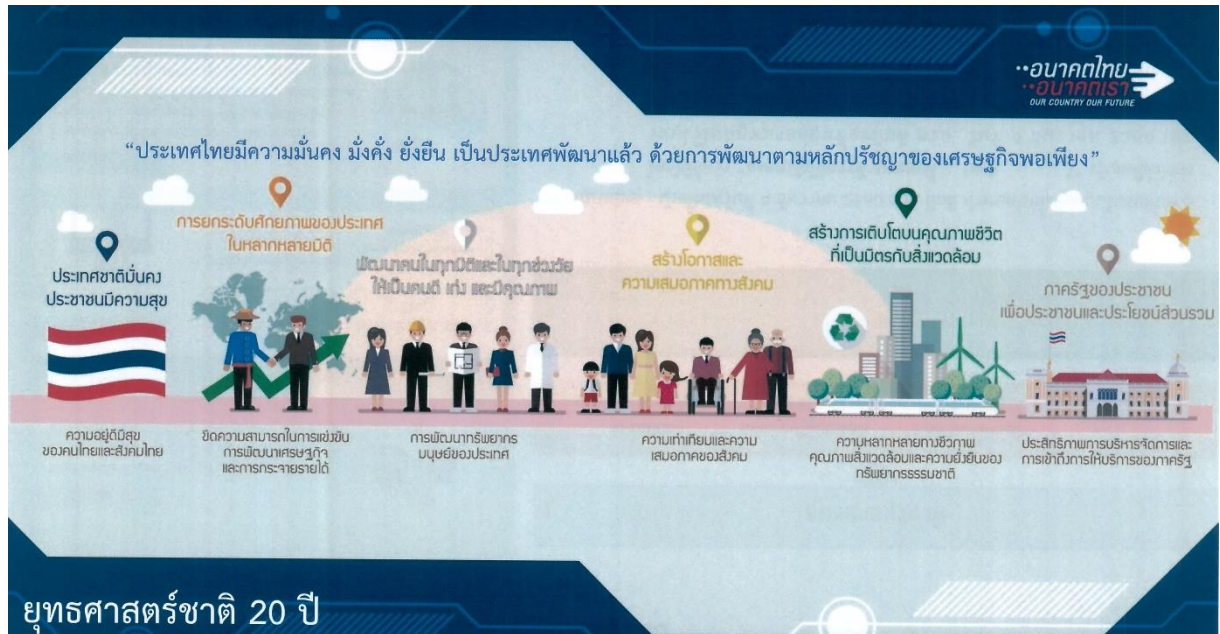 อนาคตไทย
อนาคตเรา
OUR COUNTRY OUR FUTURE
“ประเทศไทยมีความมั่นคง มั่งคั่ง ยั่งยืน เป็นประเทศพัฒนาแล้ว ด้วยการพัฒนาตามหลักปรัชญาของเศรษฐกิจพอเพียง”
ประเทศชาติมั่นคง
ประชาชนมีความสุข
การยกระดับศักยภาพของประเทศ
ในหลากหลายมิติ
พัฒนาคนในทุกมิติและในทุกช่วงวัย
ให้เป็นคนดี เก่ง และมีคุณภาพ
สร้างโอกาสและ
ความเสมอภาคทางสังคม
สร้างการเติบโตบนคุณภาพชีวิต
ที่เป็นมิตรกับสิ่งแวดล้อม
ภาครัฐของประชาชน
เพื่อประชาชนและประโยชน์ส่วนรวม
ความอยู่ดีมีสุข
ของคนไทยและสังคมไทย
ขีดความสามารถในการแข่งขัน
การพัฒนาเศรษฐกิจ
และการกระจายรายได้
การพัฒนาทรัพยากร
มนุษย์ของประเทศ
ความเท่าเทียมและความ
เสมอภาคของสังคม
ความหลากหลายทางชีวภาพ
คุณภาพสิ่งแวดล้อมและความยั่งยืนของ
ทรัพยากรธรรมชาติ
ประสิทธิภาพการบริหารจัดการและ
การเข้าถึงการให้บริการของภาครัฐ
ยุทธศาสตร์ชาติ 20 ปี